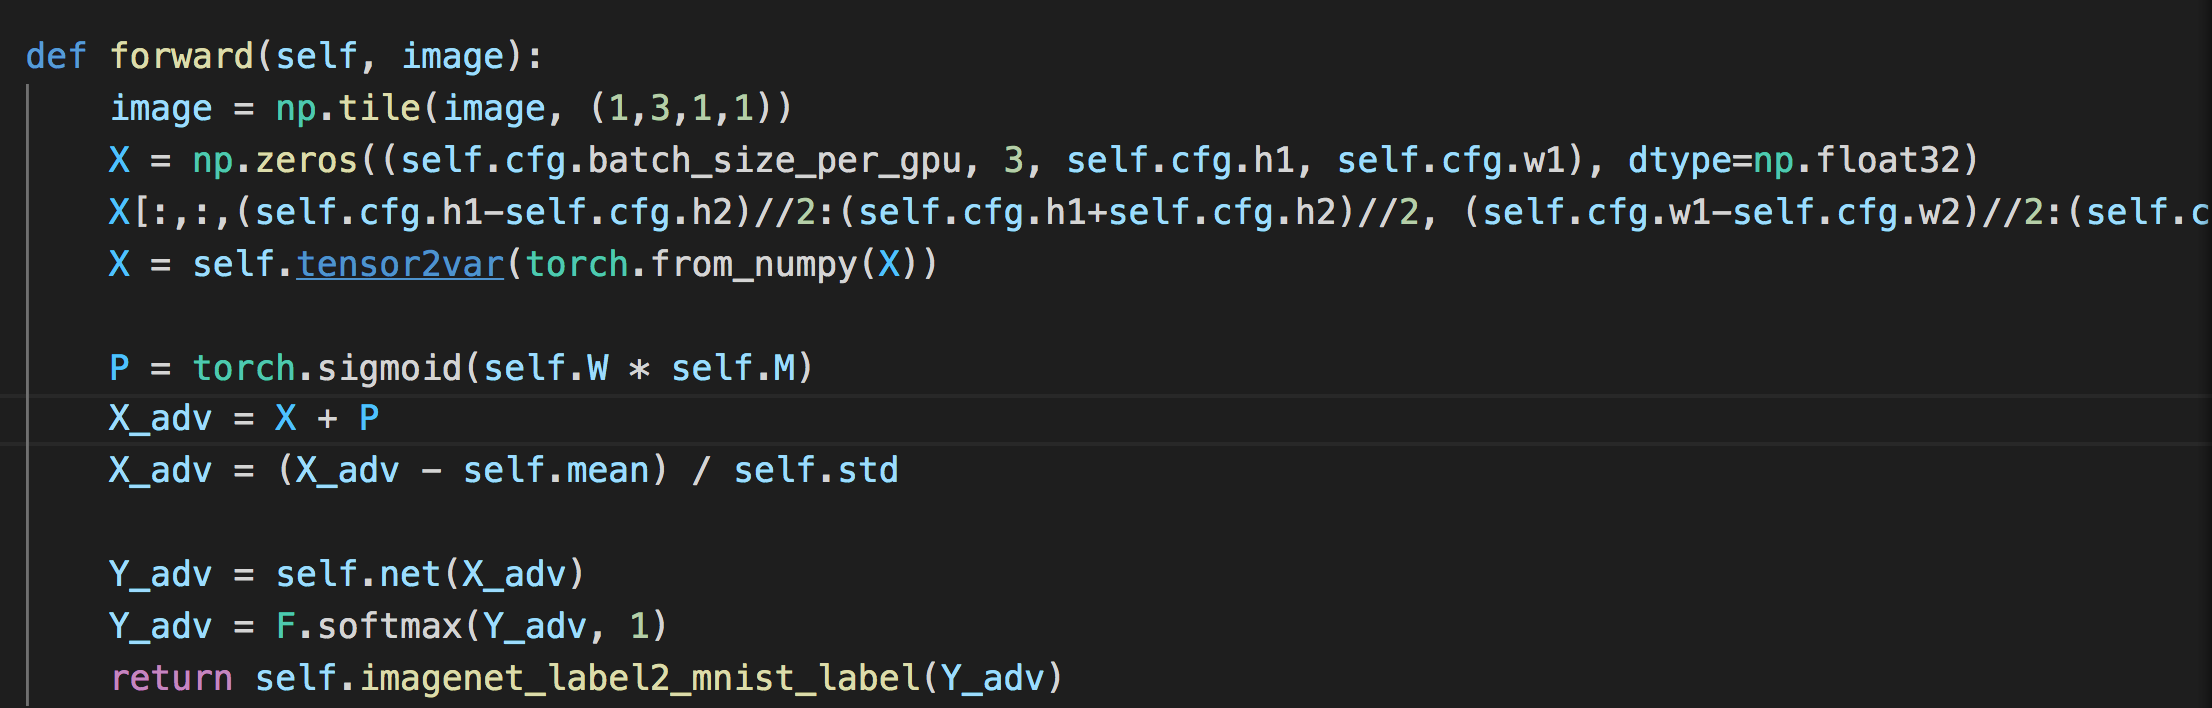 def forward(self, image):
    image = np.tile(image, (1,3,1,1))
    X = np.zeros((self.cfg.batch_size_per_gpu, 3, self.cfg.h1, self.cfg.w1), dtype=np.float32)
    X[:,:,(self.cfg.h1-self.cfg.h2)//2:(self.cfg.h1+self.cfg.h2)//2, (self.cfg.w1-self.cfg.w2)//2:(self.c
    X = self.tensor2var(torch.from_numpy(X))
    P = torch.sigmoid(self.W * self.M)
    X_adv = X + P
    X_adv = (X_adv - self.mean) / self.std
    Y_adv = self.net(X_adv)
    Y_adv = F.softmax(Y_adv, 1)
    return self.imagenet_label2_mnist_label(Y_adv)